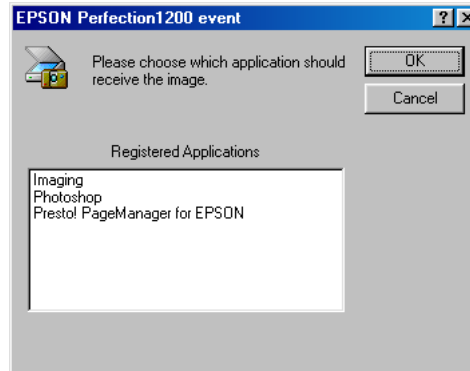 EPSON Perfection1200 event
Please choose which application should
receive the image.
OK
Cancel
Registered Applications
Imaging
Photoshop
Presto! PageManager for EPSON